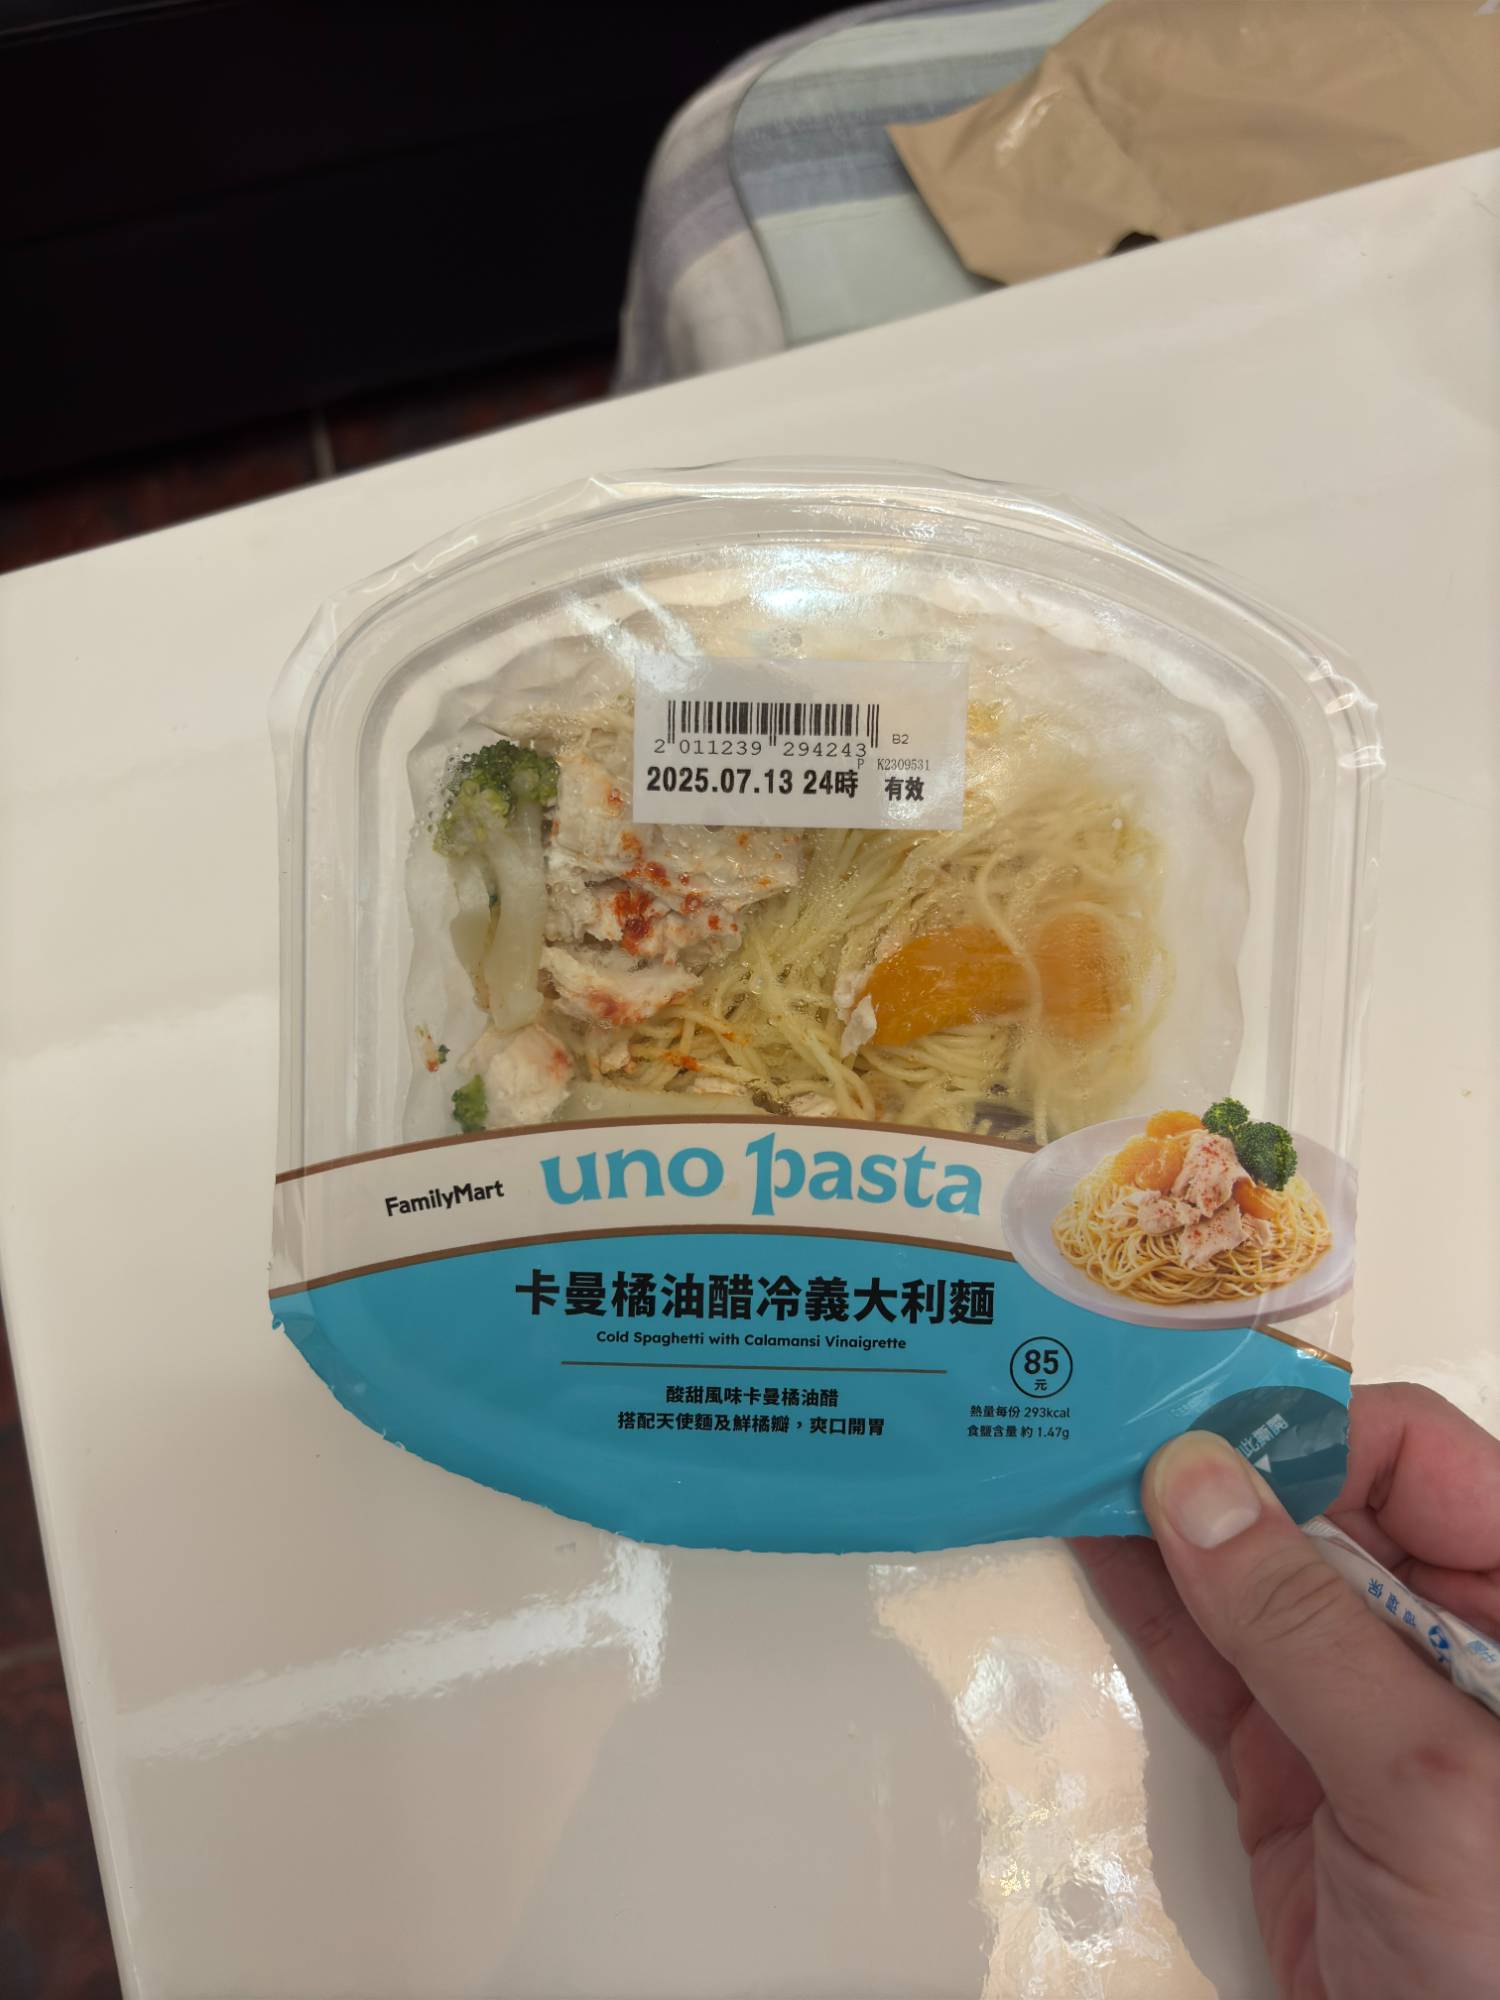 2 011239 294243 B2
P K2309531
2025.07.13 24時 有效
FamilyMart
uno pasta
卡曼橘油醋冷義大利麵
Cold Spaghetti with Calamansi Vinaigrette
酸甜風味卡曼橘油醋
搭配天使麵及鮮橘瓣,爽口開胃
85
元
熱量每份 293kcal
食鹽含量 約 1.47g